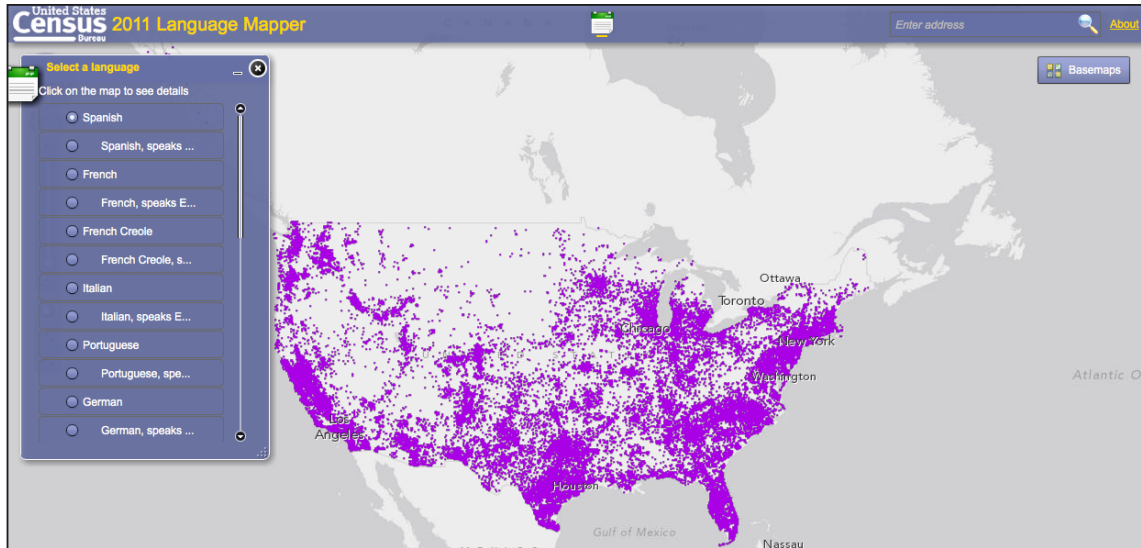 United States
Census
Bureau
2011 Language Mapper
Enter address
About
Basemaps
Select a language
Click on the map to see details
Spanish
Spanish, speaks ...
French
French, speaks E...
French Creole
French Creole, s...
Italian
Italian, speaks E...
Portuguese
Portuguese, spe...
German
German, speaks ...
Ottawa
Toronto
Chicago
New York
Washington
Los
Angeles
Houston
Atlantic O
Gulf of Mexico
Nassau